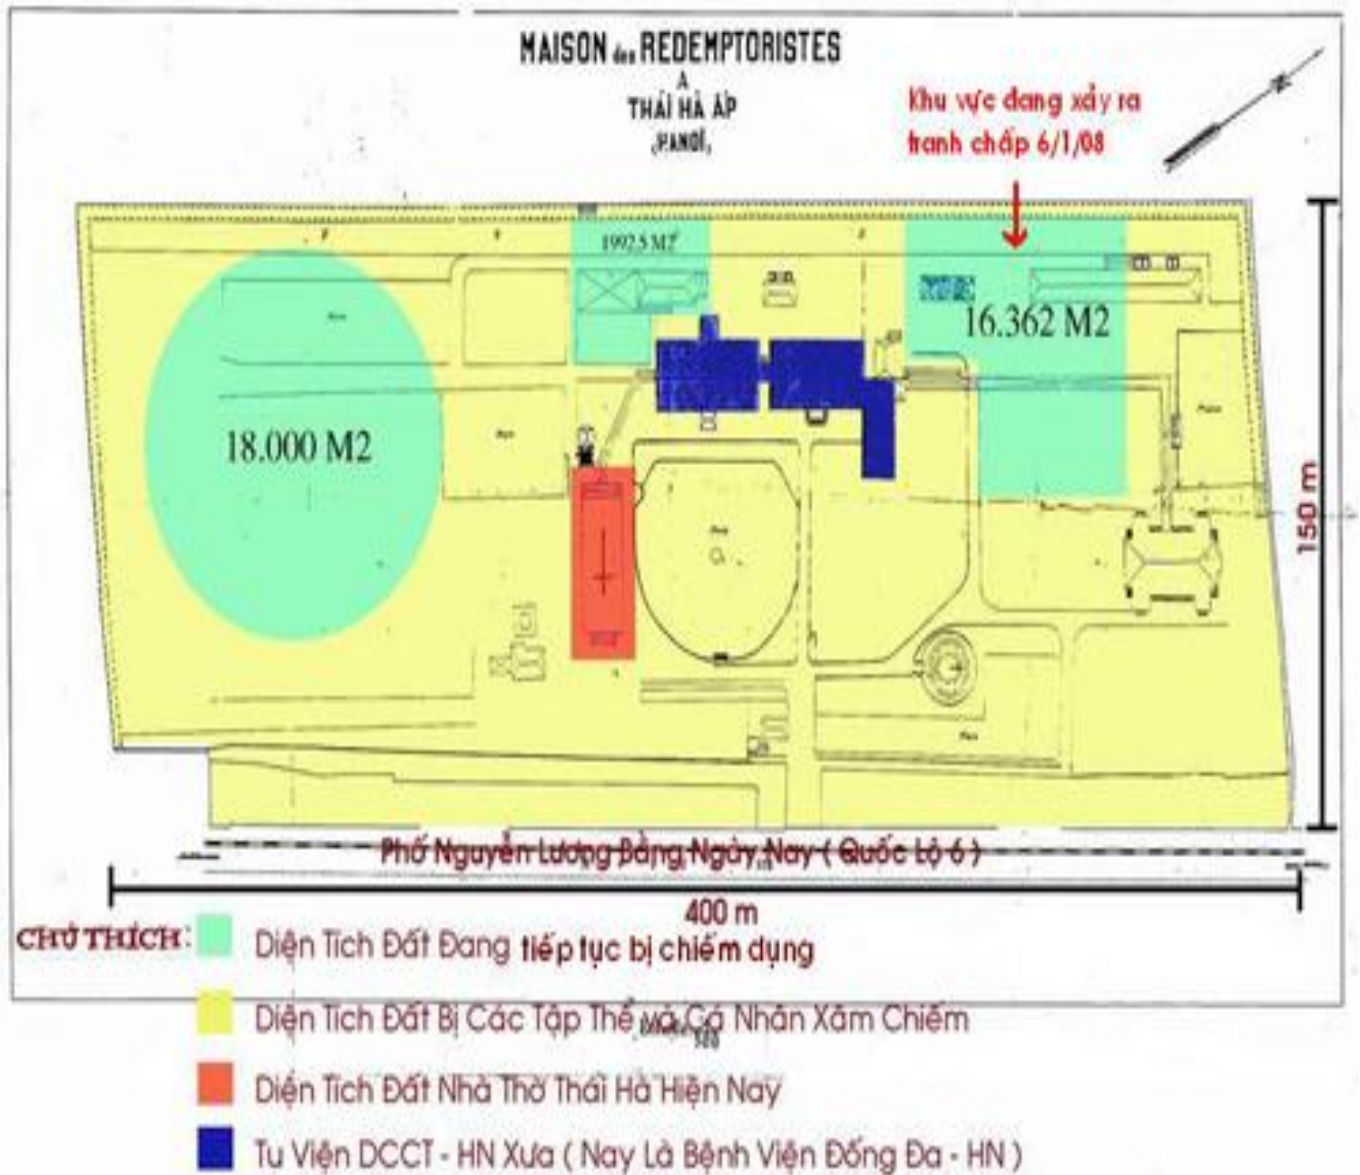 MAISON des REDEMPTORISTES
A
THÁI HÀ ẤP
(HANOÏ)
Khu vực đang xảy ra
tranh chấp 6/1/08
N
1992.5 M2
16.362 M2
18.000 M2
150 m
Phố Nguyễn Lương Bằng Ngày Nay ( Quốc Lộ 6 )
400 m
CHÚ THÍCH:
Diện Tích Đất Đang tiếp tục bị chiếm dụng
Diện Tích Đất Bị Các Tập Thể và Cá Nhân Xâm Chiếm
Diện Tích Đất Nhà Thờ Thái Hà Hiện Nay
Tu Viện DCCT - HN Xưa ( Nay Là Bệnh Viện Đống Đa - HN )